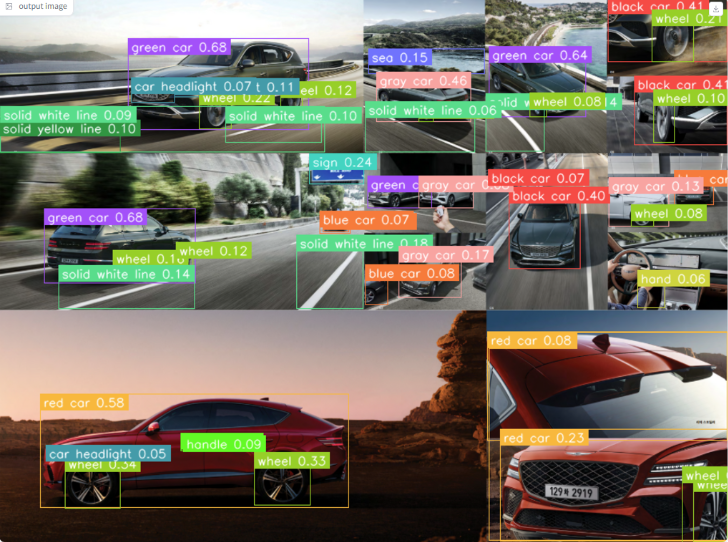 output image
green car 0.68
car headlight 0.07
t 0.11
wheel 0.22
eel 0.12
solid white line 0.09
solid white line 0.10
solid yellow line 0.10
sea 0.15
gray car 0.46
solid white line 0.06
green car 0.64
solid w
wheel 0.08
4
black car 0.41
wheel 0.21
black car 0.41
wheel 0.10
sign 0.24
green car 0.68
wheel 0.12
solid white line 0.14
solid white line 0.18
green c
gray car
blue car 0.07
gray car 0.17
blue car 0.08
black car 0.07
black car 0.40
gray car 0.13
wheel 0.08
hand 0.06
red car 0.58
handle 0.09
car headlight 0.05
wheel 0.34
wheel 0.33
red car 0.08
red car 0.23
wheel
129
2919